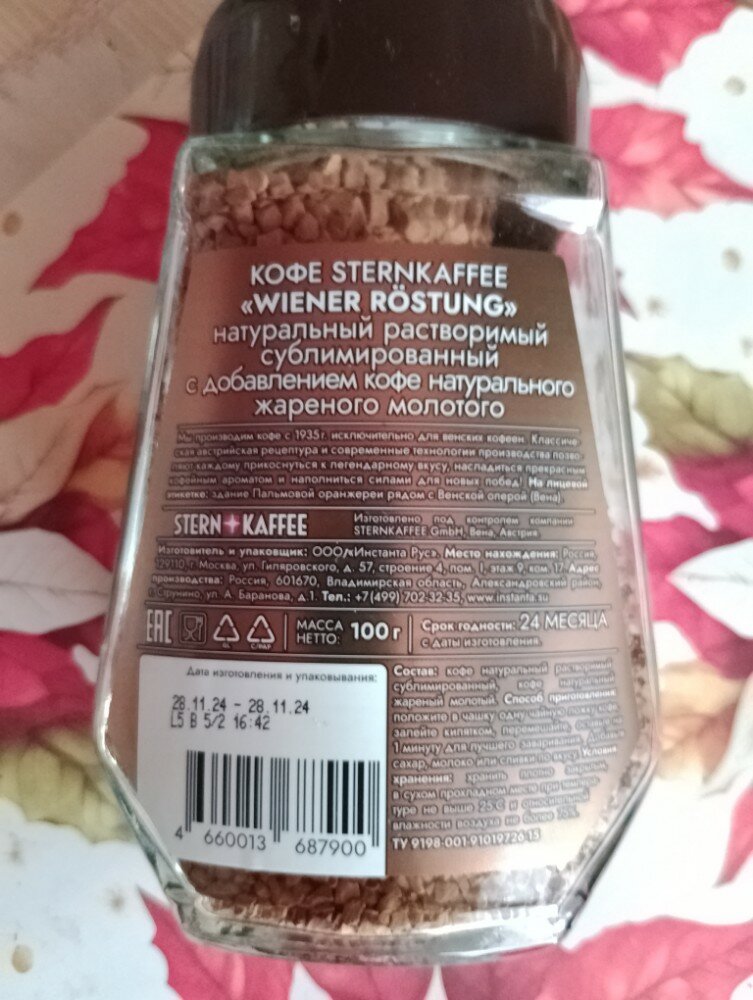 КОФЕ STERNKAFFEE
«WIENER RÖSTUNG»
натуральный растворимый
сублимированный
с добавлением кофе натурального
жареного молотого
Мы производим кофе с 1935г. исключительно для венских кофеен. Классиче-
ская австрийская рецептура и современные технологии производства позво-
ляют каждому прикоснуться к легендарному вкусу, насладиться прекрасным
кофейным ароматом и наполниться силами для новых побед! На лицевой
этикетке: здание Пальмовой оранжереи рядом с Венской оперой (Вена).
STERN KAFFEE
Изготовлено под контролем компании
STERNKAFFEE GmbH, Вена, Австрия
Изготовитель и упаковщик: ООО «Инстанта Рус». Место нахождения: Россия,
129110, г. Москва, ул. Гиляровского, д. 57, строение 4, пом. I, этаж 9, ком. 17. Адрес
производства: Россия, 601670, Владимирская область, Александровский район,
г. Струнино, ул. А. Баранова, д.1. Тел.: +7(499) 702-32-35, www.instanta.su
EAC
GL
C/PAP
МАССА
НЕТТО: 100 г
Срок годности: 24 МЕСЯЦА
с даты изготовления.
Дата изготовления и упаковывания:
28.11.24 – 28.11.24
L5 B 5/2 16:42
4 660013 687900
Состав: кофе натуральный растворимый
сублимированный, кофе натуральный
жареный молотый. Способ приготовления:
положите в чашку одну чайную ложку кофе,
залейте кипятком, перемешайте, оставьте на
1 минуту для лучшего заваривания. Добавьте
сахар, молоко или сливки по вкусу. Условия
хранения: хранить плотно закрытым,
в сухом прохладном месте при темпера-
туре не выше 25°С и относительной
влажности воздуха не более 75%.
ТУ 9198-001-91019726-13